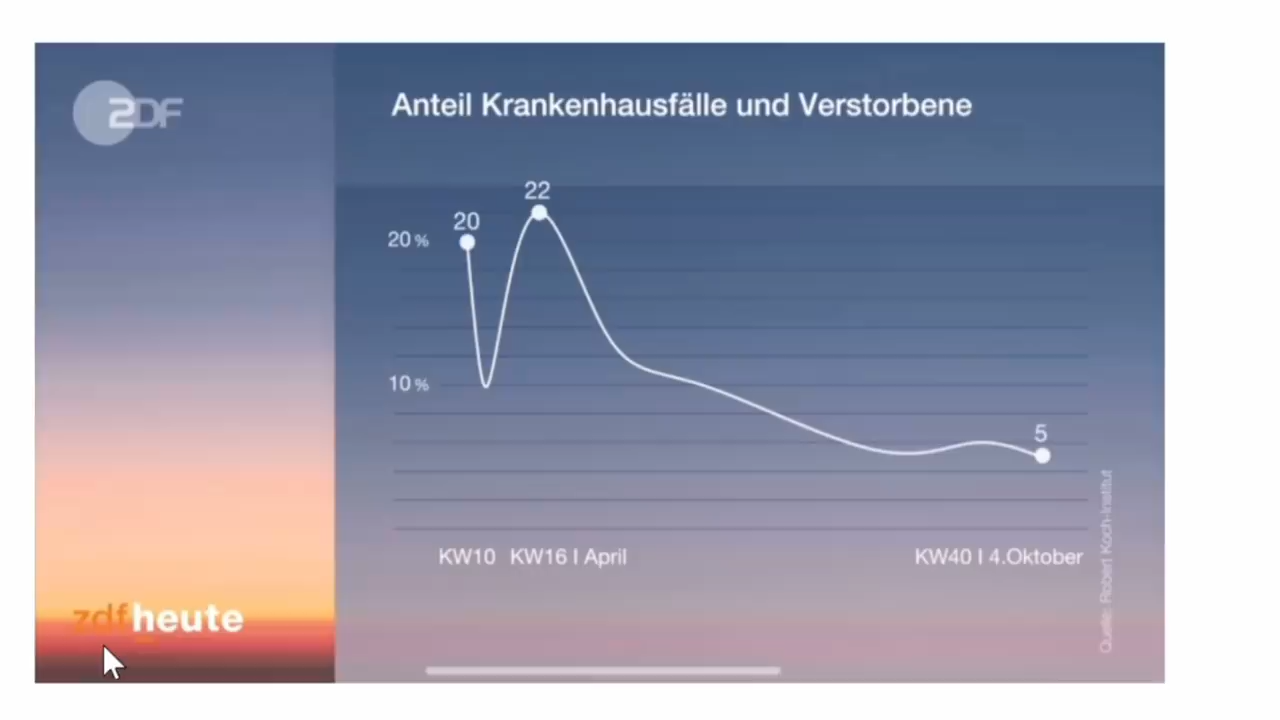 ZDF
Anteil Krankenhausfälle und Verstorbene
22
20
20 %
10 %
5
KW10 KW16 I April KW40 I 4.Oktober
Quelle: Robert Koch-Institut
zdfheute